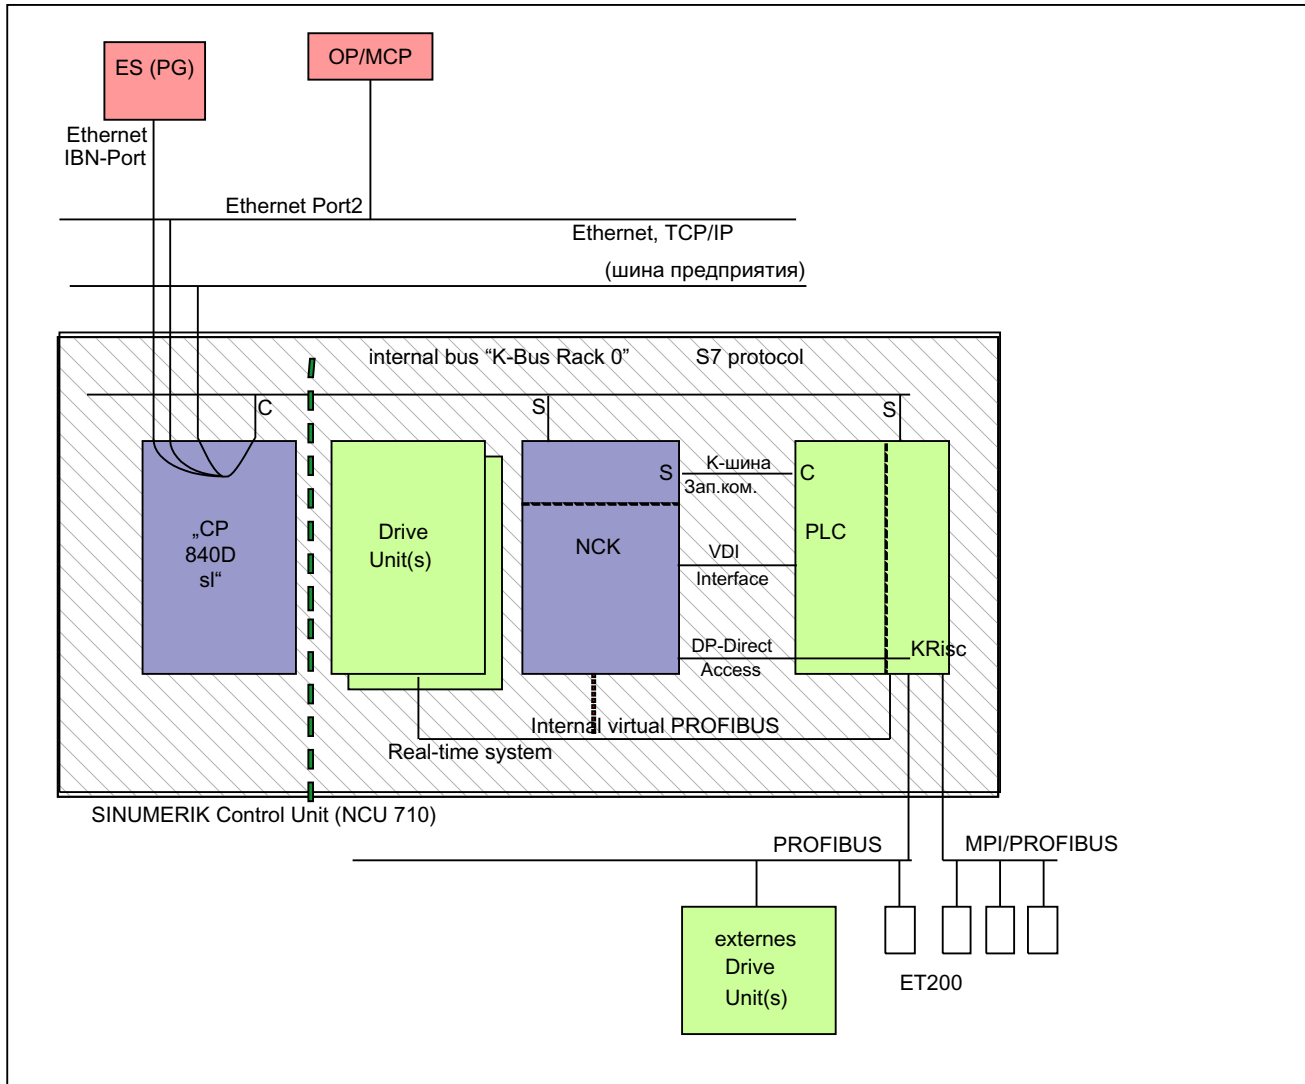 ES (PG)
OP/MCP
Ethernet
IBN-Port
Ethernet Port2
Ethernet, TCP/IP
(шина предприятия)
internal bus “K-Bus Rack 0” S7 protocol
C
S
S
S
К-шина
C
Зап.ком.
„CP
840D
sl“
Drive
Unit(s)
NCK
PLC
VDI
Interface
DP-Direct
Access
KRisc
Internal virtual PROFIBUS
Real-time system
SINUMERIK Control Unit (NCU 710)
PROFIBUS
MPI/PROFIBUS
externes
Drive
Unit(s)
ET200